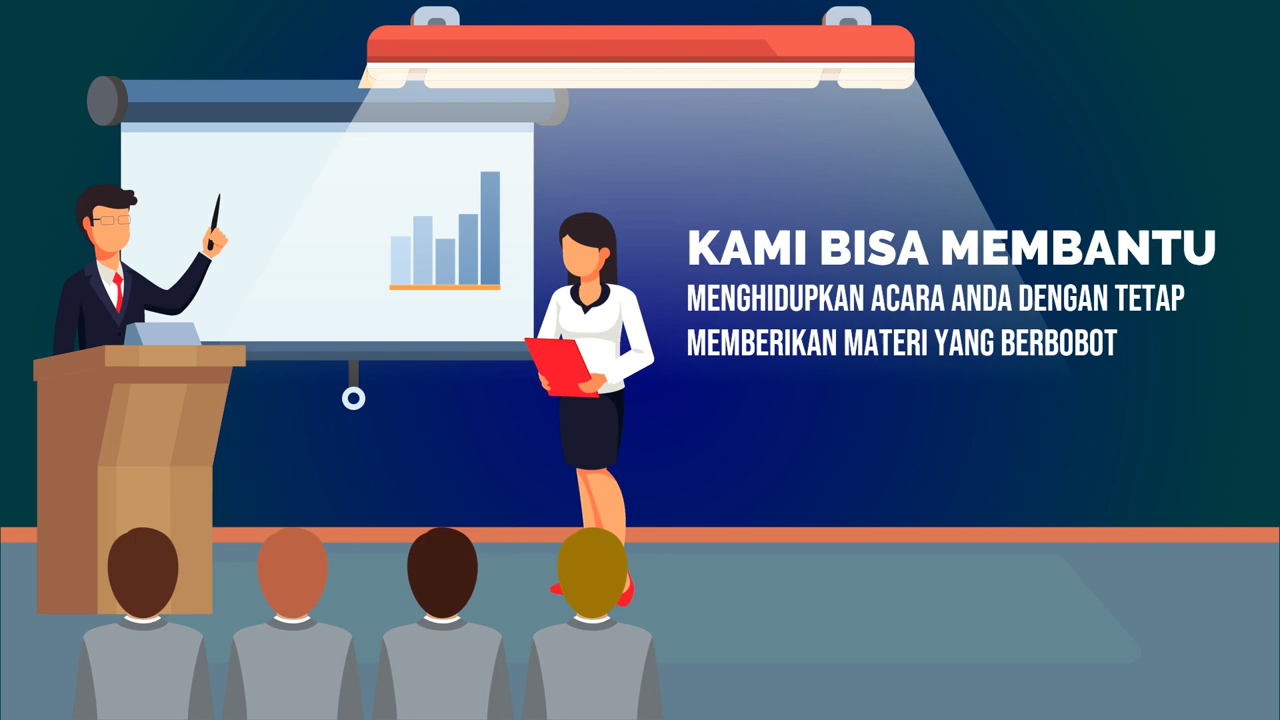 KAMI BISA MEMBANTU
MENGHIDUPKAN ACARA ANDA DENGAN TETAP
MEMBERIKAN MATERI YANG BERBOBOT